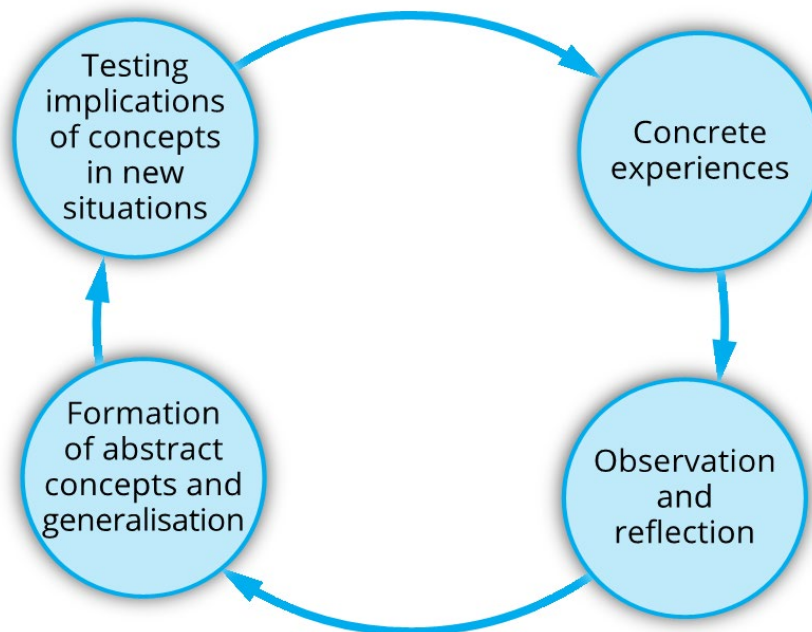 Testing
implications
of concepts
in new
situations
Concrete
experiences
Observation
and
reflection
Formation
of abstract
concepts and
generalisation